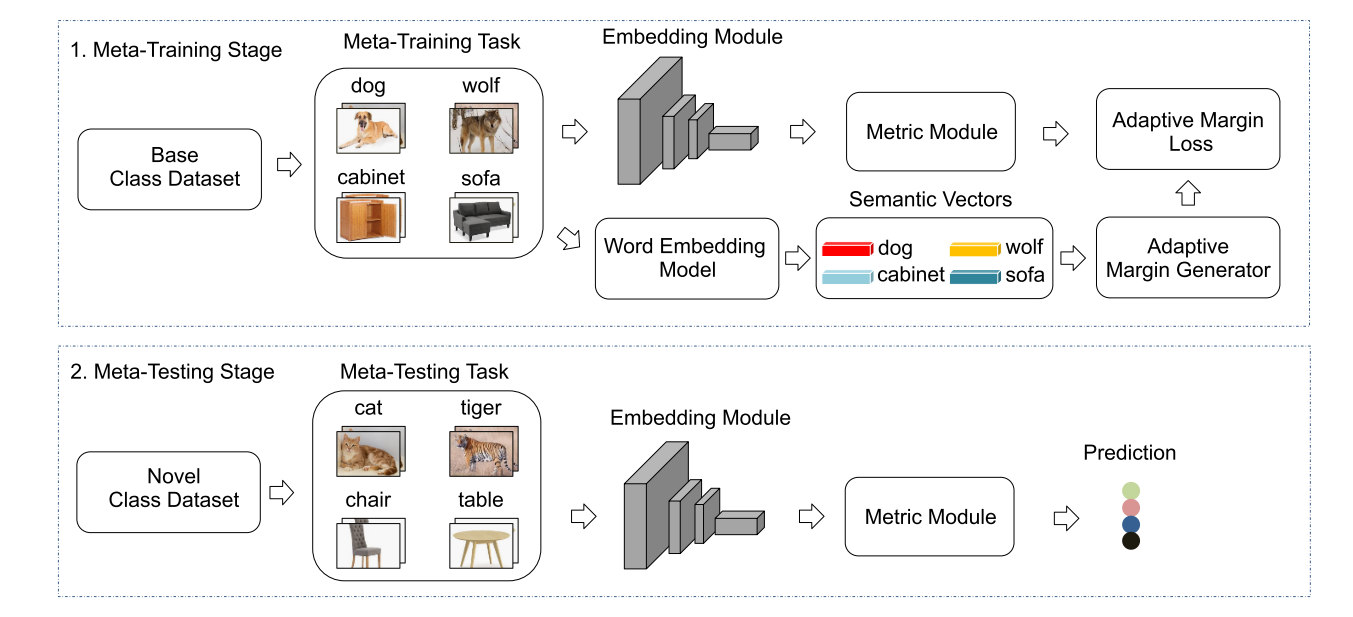 1. Meta-Training Stage
Meta-Training Task
Embedding Module
Base
Class Dataset
dog
wolf
cabinet
sofa
Metric Module
Adaptive Margin
Loss
Word Embedding
Model
Semantic Vectors
dog
wolf
cabinet
sofa
Adaptive
Margin Generator
2. Meta-Testing Stage
Meta-Testing Task
Embedding Module
Novel
Class Dataset
cat
tiger
chair
table
Metric Module
Prediction